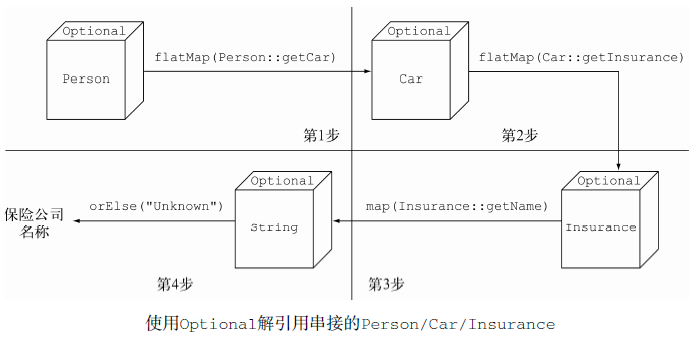 Optional
Person
flatMap(Person::getCar)
第1步
Optional
Car
flatMap(Car::getInsurance)
第2步
Optional
Insurance
map(Insurance::getName)
第3步
Optional
String
orElse("Unknown")
第4步
保险公司
名称
使用Optional解引用串接的Person/Car/Insurance